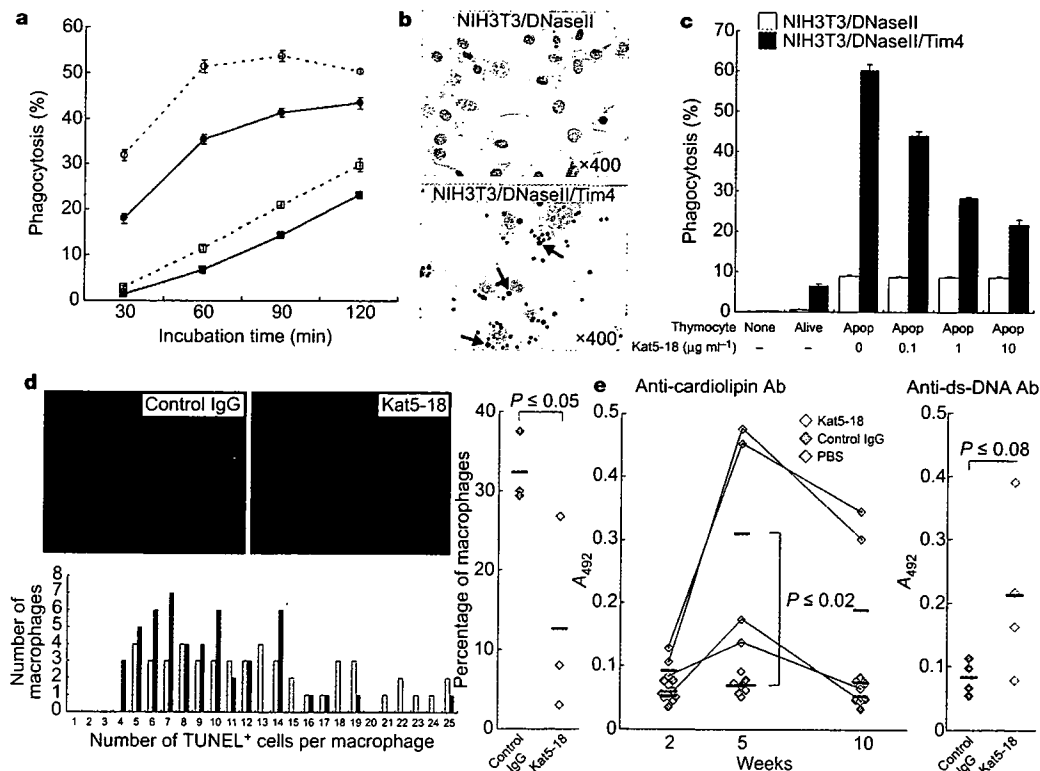 a
Phagocytosis (%)
60
50
40
30
20
10
0
30 60 90 120
Incubation time (min)
b
NIH3T3/DNaseII
×400
NIH3T3/DNaseII/Tim4
×400
c
NIH3T3/DNaseII
NIH3T3/DNaseII/Tim4
Phagocytosis (%)
70
60
50
40
30
20
10
0
Thymocyte None Alive Apop Apop Apop Apop
Kat5-18 (μg ml⁻¹) – – 0 0.1 1 10
d
Control IgG
Kat5-18
Number of macrophages
8
7
6
5
4
3
2
1
0
1 2 3 4 5 6 7 8 9 10 11 12 13 14 15 16 17 18 19 20 21 22 23 24 25
Number of TUNEL⁺ cells per macrophage
Percentage of macrophages
40
30
20
10
0
P ≤ 0.05
Control IgG
Kat5-18
e
Anti-cardiolipin Ab
A₄₉₂
0.5
0.4
0.3
0.2
0.1
0
Kat5-18
Control IgG
PBS
P ≤ 0.02
2 5 10
Weeks
Anti-ds-DNA Ab
A₄₉₂
0.5
0.4
0.3
0.2
0.1
0
P ≤ 0.08
Control IgG
Kat5-18